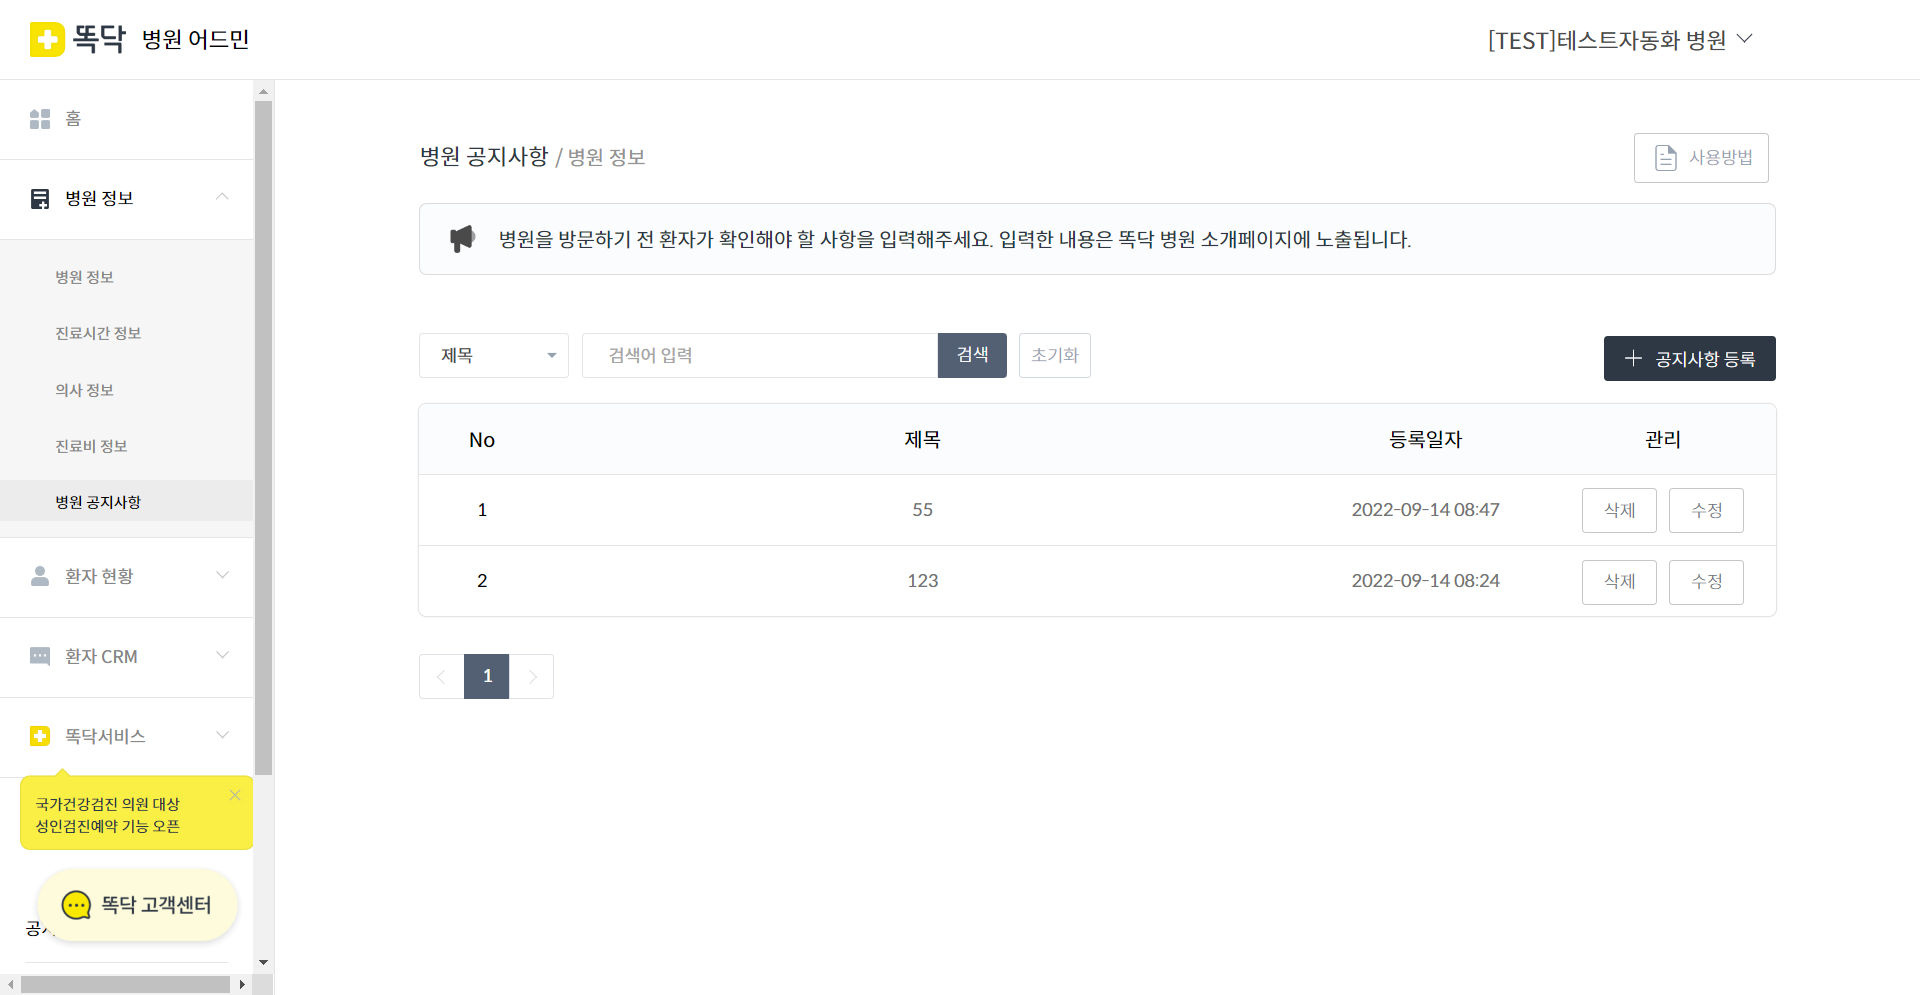 똑닥 병원 어드민
[TEST]테스트자동화 병원
홈
병원 정보
병원 정보
진료시간 정보
의사 정보
진료비 정보
병원 공지사항
환자 현황
환자 CRM
똑닥서비스
국가건강검진 의원 대상
성인검진예약 기능 오픈
똑닥 고객센터
병원 공지사항 / 병원 정보
사용방법
병원을 방문하기 전 환자가 확인해야 할 사항을 입력해주세요. 입력한 내용은 똑닥 병원 소개페이지에 노출됩니다.
제목 검색어 입력 검색 초기화
+ 공지사항 등록
No 제목 등록일자 관리
1 55 2022-09-14 08:47 삭제 수정
2 123 2022-09-14 08:24 삭제 수정
1